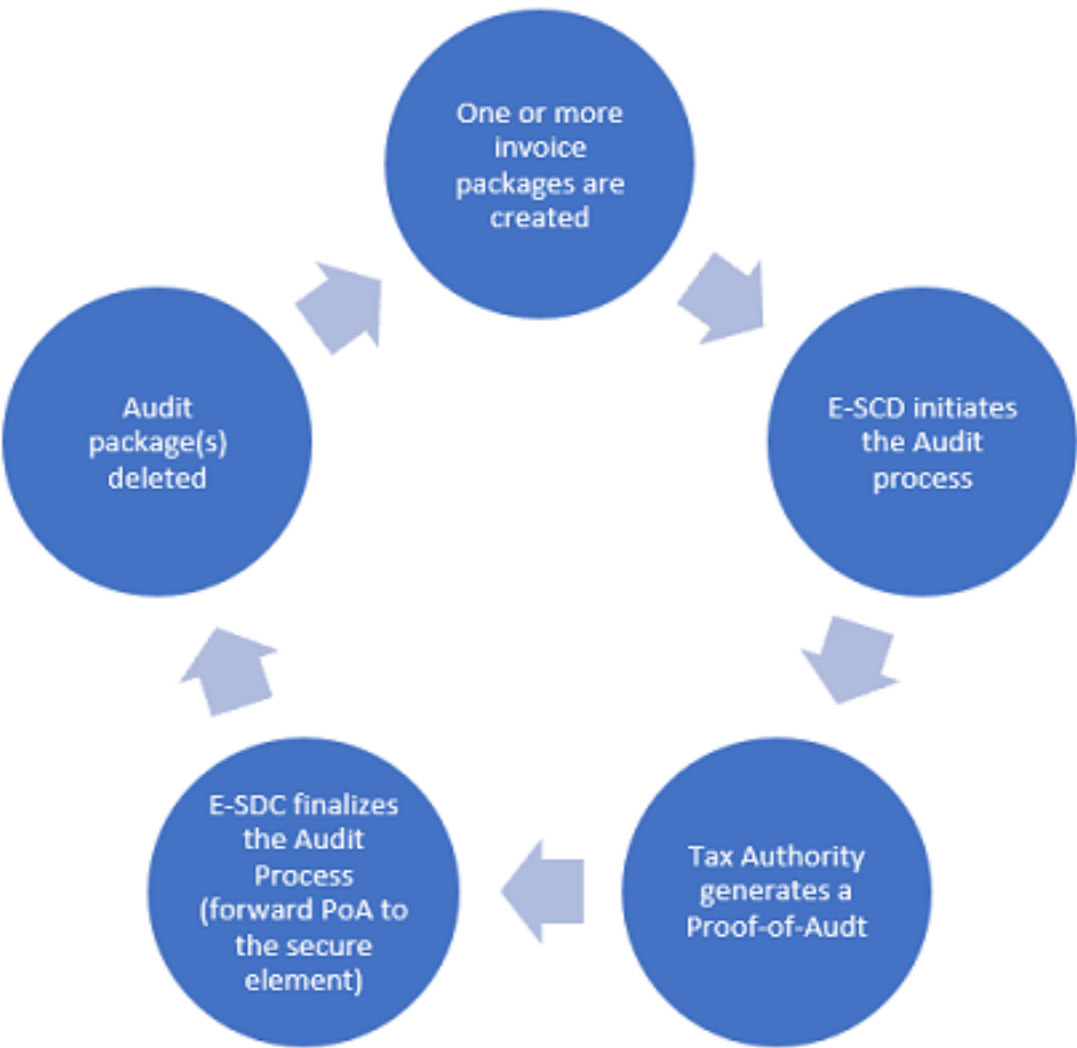 One or more
invoice
packages are
created
E-SCD initiates
the Audit
process
Tax Authority
generates a
Proof-of-Audt
E-SDC finalizes
the Audit
Process
(forward PoA to
the secure
element)
Audit
package(s)
deleted